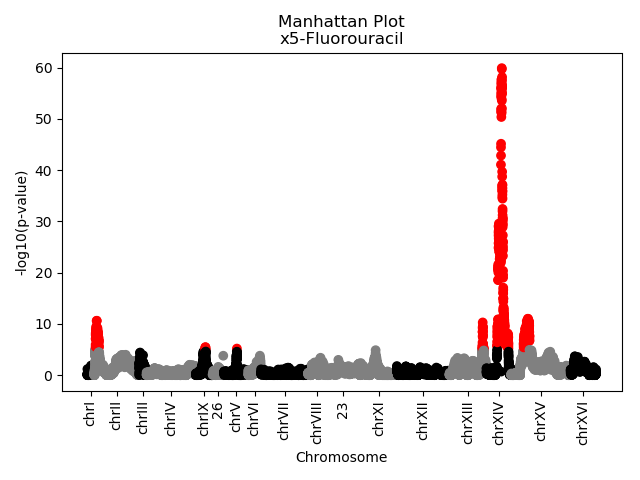 Manhattan Plot
x5-Fluorouracil
-log10(p-value)
60
50
40
30
20
10
0
chrI
chrII
chrIII
chrIV
chrIX
26
chrV
chrVI
chrVII
chrVIII
23
chrXI
chrXII
chrXIII
chrXIV
chrXV
chrXVI
Chromosome